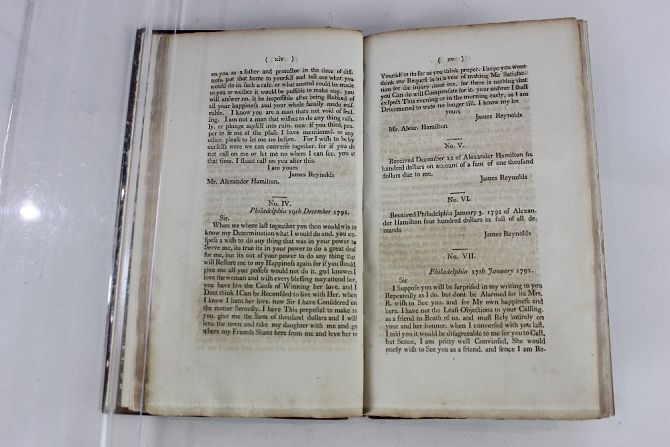 ( xiv )
on you as a father and protector in the time of dist-
truth put that home to yourself and tell me what you
would do in such a case. or what amend could be made
to you or wether it would be possible to make any. you
will answer no. it be impossible after being Robed of
all your happiness and your whole family made mis-
able. I know you are a man thats not void of feel-
ing. I am not a man that wishes to do any thing rash-
ly. or plunge myself into ruin. now if you think pro-
per to se me at the place I have mentioned. or any
other. please to let me no before. For I wish to be by
ourselfs were we can converse together. for if you do
not call on me or let me no where I can see. you at
that time. I shant call on you after this.
I am yours
James Reynolds
Mr. Alexander Hamilton.
No. IV.
Philadelphia 19th December 1791.
Sir.
When we where last together you then would wis to
know my Determination what I would do and. you ex-
press a wish to do any thing that was in your power to
Serve me, its true its in your power to do a great deal
for me, but its out of your power to do any thing that
will Restore me to my Happiness again for if you should
give me all you possess would not do it. god knowes I
love the woman and wish every blessing may attend her,
you have bin the Cause of Winning her love. and I
Dont think I Can be Reconsiled to live with Her. when
I know I hant her love. now Sir I have Considered on
the matter Serously. I have This preposal to make to
you. give me the Sum of thousand dollars and I will
leve the town and take my daughter with me and go
where my Friends Shant here from me and leve her to
( xv )
Yourself to do for as you think proper. I hope you wont
think my Request is in a vew of making Me Satisfac-
tion for the injury done me. for there is nothing that
you Can do will Compensate for it. your answer I shall
expect This evening or in the morning early, as I am
Determined to wate no longer till. I know my lot
yours
James Reynolds
Mr. Alexr. Hamilton
No. V.
Received December 22 of Alexander Hamilton six
hundred dollars on account of a sum of one thousand
dollars due to me.
James Reynolds
No. VI.
Received Philadelphia January 3. 1791 of Alexan-
der Hamilton four hundred dollars in full of all de-
mands
James Reynolds
No. VII.
Philadelphia 17th January 1792.
Sir
I Suppose you will be surprised in my writing to you
Repeatedly as I do. but dont be Alarmed for its Mrs.
R. wish to See you. and for My own happiness and
hers. I have not the Least Objections to your Calling.
as a friend to Boath of us. and must Rely intirely on
your and her honnor. when I conversed with you last.
I told you it would be disagreeable to me for you to Call,
but Sence, I am pritty well Convinsed, She would
onely wish to See you as a friend. and sence I am Re-